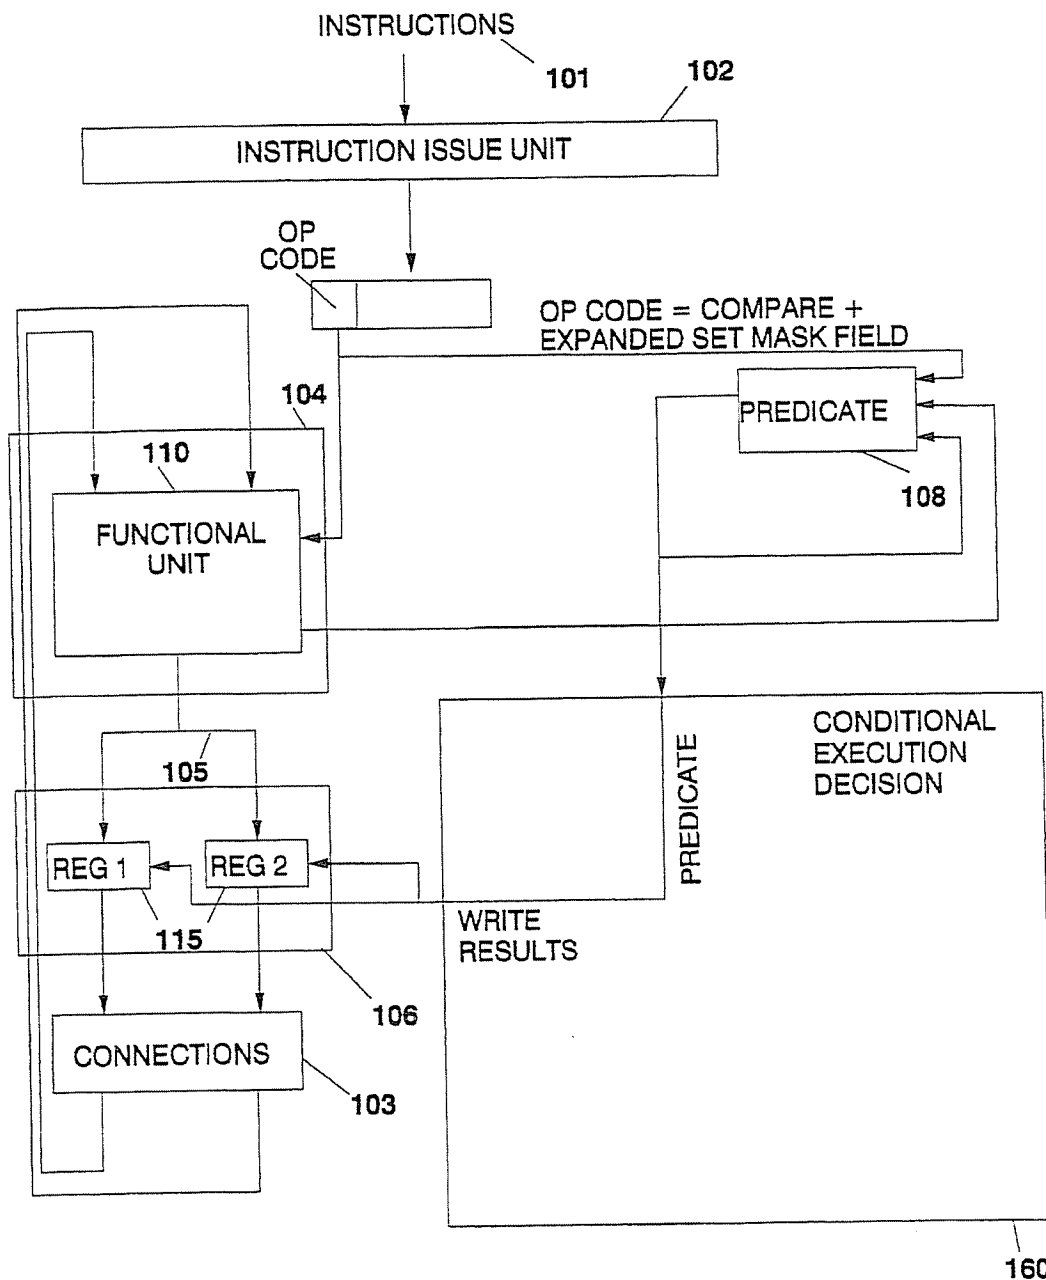 INSTRUCTIONS
101
102
INSTRUCTION ISSUE UNIT
OP
CODE
OP CODE = COMPARE +
EXPANDED SET MASK FIELD
104
PREDICATE
110
108
FUNCTIONAL
UNIT
CONDITIONAL
EXECUTION
DECISION
PREDICATE
105
REG 1
REG 2
WRITE
RESULTS
115
106
CONNECTIONS
103
160